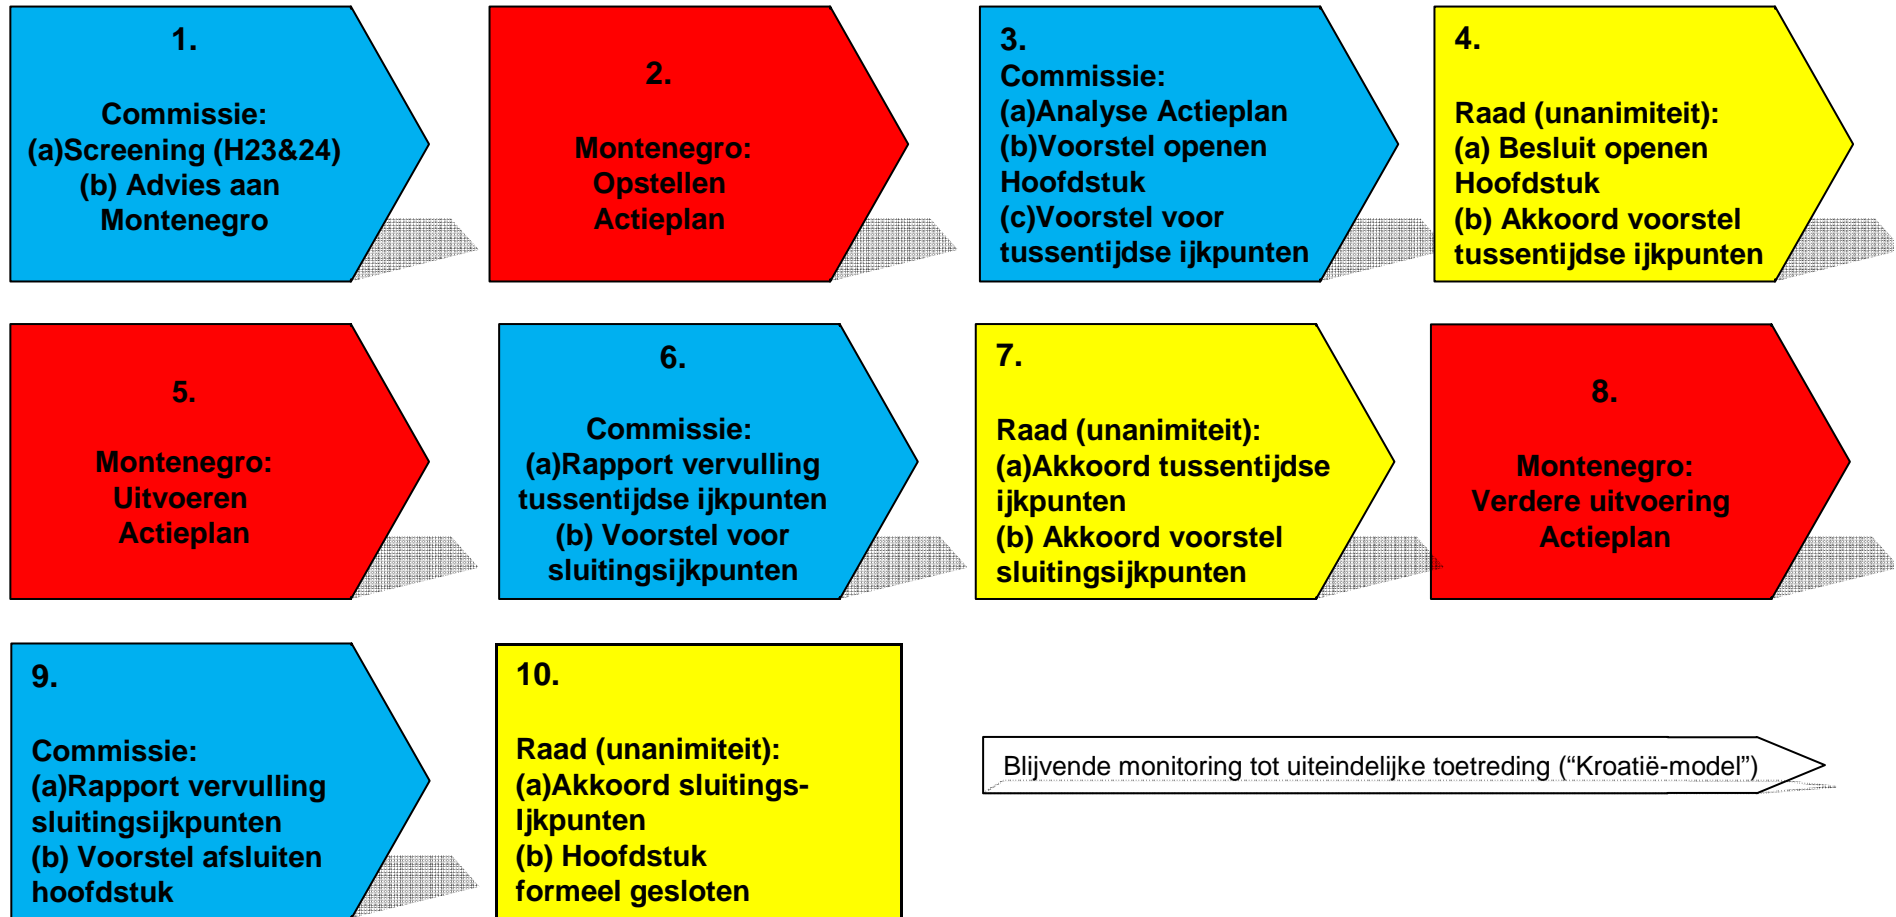 1.
Commissie:
(a)Screening (H23&24)
(b) Advies aan
Montenegro
2.
Montenegro:
Opstellen
Actieplan
3.
Commissie:
(a)Analyse Actieplan
(b)Voorstel openen
Hoofdstuk
(c)Voorstel voor
tussentijdse ijkpunten
4.
Raad (unanimiteit):
(a) Besluit openen
Hoofdstuk
(b) Akkoord voorstel
tussentijdse ijkpunten
5.
Montenegro:
Uitvoeren
Actieplan
6.
Commissie:
(a)Rapport vervulling
tussentijdse ijkpunten
(b) Voorstel voor
sluitingsijkpunten
7.
Raad (unanimiteit):
(a)Akkoord tussentijdse
ijkpunten
(b) Akkoord voorstel
sluitingsijkpunten
8.
Montenegro:
Verdere uitvoering
Actieplan
9.
Commissie:
(a)Rapport vervulling
sluitingsijkpunten
(b) Voorstel afsluiten
hoofdstuk
10.
Raad (unanimiteit):
(a)Akkoord sluitings-
Ijkpunten
(b) Hoofdstuk
formeel gesloten
Blijvende monitoring tot uiteindelijke toetreding (“Kroatië-model”)